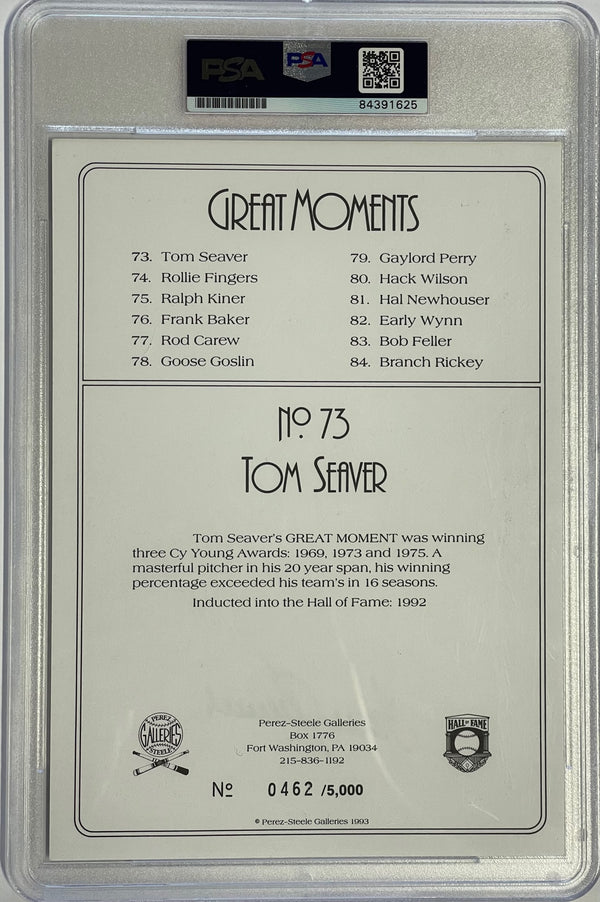 PSA
PSA
84391625
GREAT MOMENTS
73. Tom Seaver
74. Rollie Fingers
75. Ralph Kiner
76. Frank Baker
77. Rod Carew
78. Goose Goslin
79. Gaylord Perry
80. Hack Wilson
81. Hal Newhouser
82. Early Wynn
83. Bob Feller
84. Branch Rickey
Nº 73
TOM SEAVER
Tom Seaver's GREAT MOMENT was winning
three Cy Young Awards: 1969, 1973 and 1975. A
masterful pitcher in his 20 year span, his winning
percentage exceeded his team's in 16 seasons.
Inducted into the Hall of Fame: 1992
PEREZ
GALLERIES
STEELE
Perez-Steele Galleries
Box 1776
Fort Washington, PA 19034
215-836-1192
HALL OF FAME
Nº 0462 /5,000
© Perez-Steele Galleries 1993